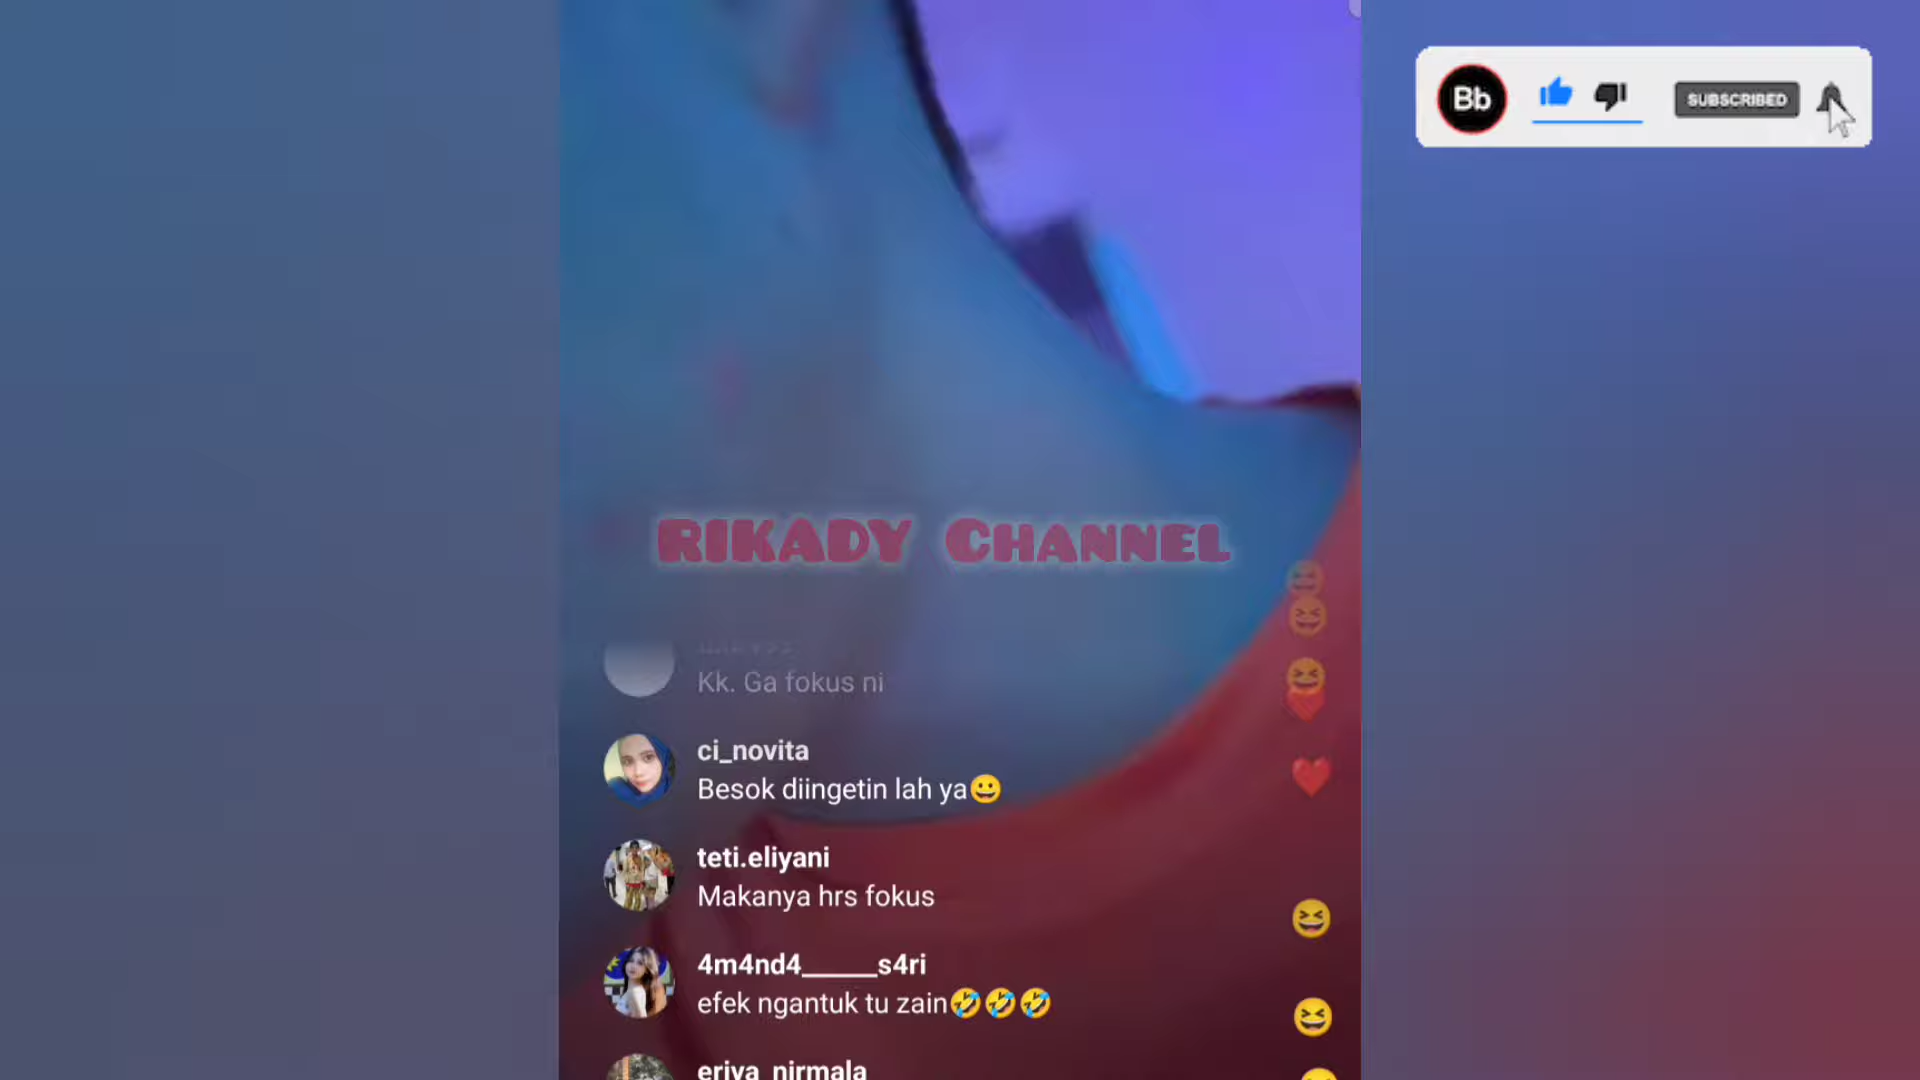 Bb
SUBSCRIBED
RIKADY CHANNEL
Kk. Ga fokus ni
ci_novita
Besok diingetin lah ya😀
teti.eliyani
Makanya hrs fokus
4m4nd4_____s4ri
efek ngantuk tu zain🤣🤣🤣
eriya_nirmala